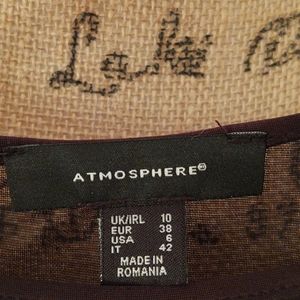 ATMOSPHERE®
UK/IRL 10
EUR 38
USA 6
IT 42
MADE IN
ROMANIA